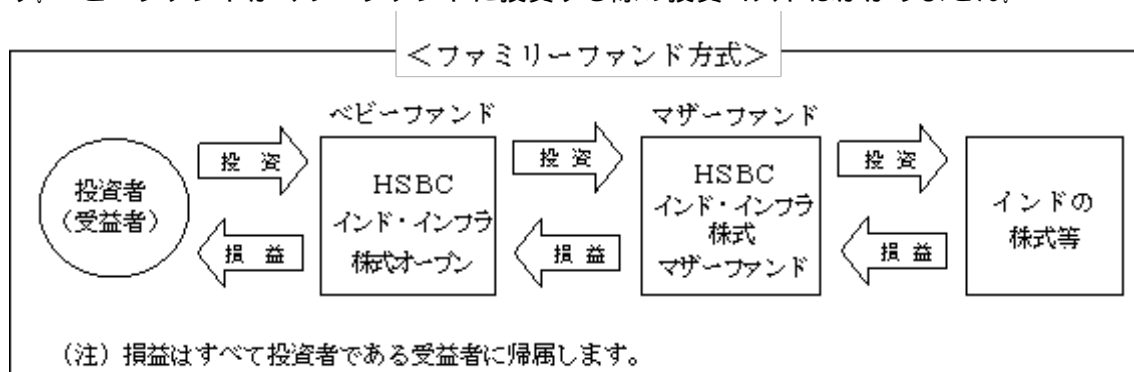 <ファミリーファンド方式>
ベビーファンド
マザーファンド
投資
投資
投資
投資者
(受益者)
HSBC
インド・インフラ
株式オープン
HSBC
インド・インフラ
株式
マザーファンド
インドの
株式等
損益
損益
損益
(注)損益はすべて投資者である受益者に帰属します。